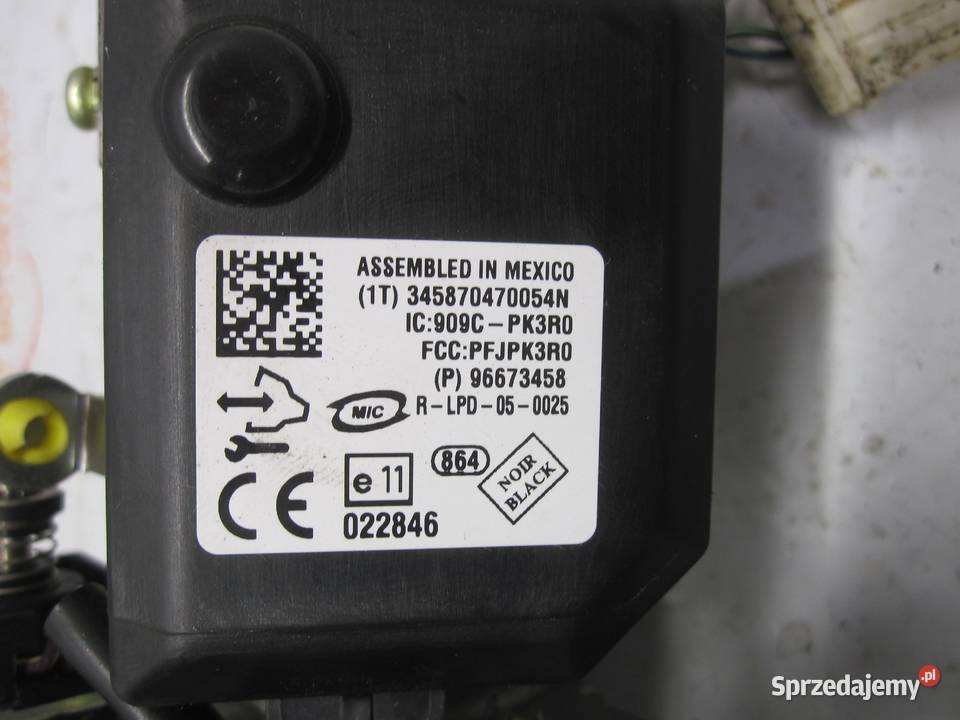 ASSEMBLED IN MEXICO
(1T) 345870470054N
IC:909C-PK3R0
FCC:PFJPK3R0
(P) 96673458
MIC R-LPD-05-0025
864
NOIR
BLACK
e 11
CE
022846
Sprzedajemy.pl